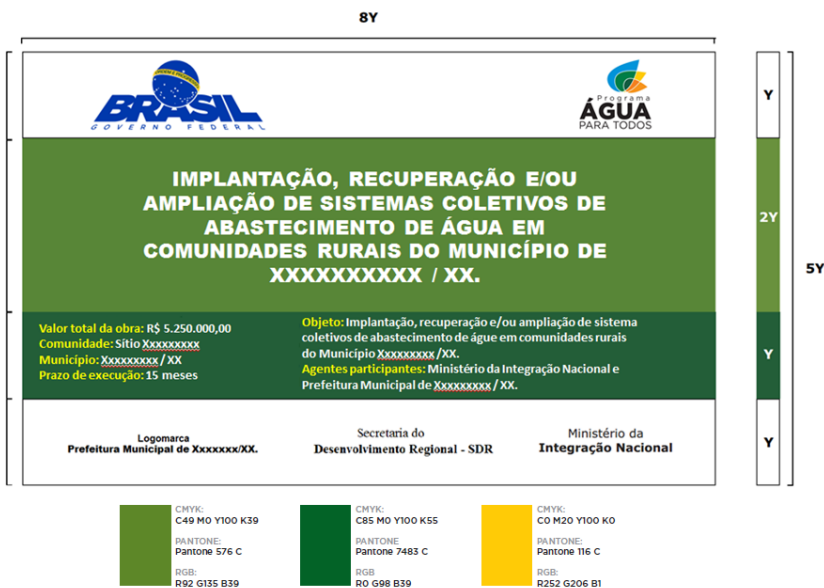 8Y
BRASIL
GOVERNO FEDERAL
Programa
ÁGUA
PARA TODOS
Y
IMPLANTAÇÃO, RECUPERAÇÃO E/OU
AMPLIAÇÃO DE SISTEMAS COLETIVOS DE
ABASTECIMENTO DE ÁGUA EM
COMUNIDADES RURAIS DO MUNICÍPIO DE
XXXXXXXXXX / XX.
2Y
5Y
Valor total da obra: R$ 5.250.000,00
Comunidade: Sítio Xxxxxxxxx
Município: Xxxxxxxxx / XX
Prazo de execução: 15 meses
Objeto: Implantação, recuperação e/ou ampliação de sistema
coletivos de abastecimento de água em comunidades rurais
do Município Xxxxxxxxx /XX.
Agentes participantes: Ministério da Integração Nacional e
Prefeitura Municipal de Xxxxxxxxx / XX.
Y
Logomarca
Prefeitura Municipal de Xxxxxxx/XX.
Secretaria do
Desenvolvimento Regional - SDR
Ministério da
Integração Nacional
Y
CMYK:
C49 M0 Y100 K39
PANTONE:
Pantone 576 C
RGB:
R92 G135 B39
CMYK:
C85 M0 Y100 K55
PANTONE
Pantone 7483 C
RGB
R0 G98 B39
CMYK:
C0 M20 Y100 K0
PANTONE:
Pantone 116 C
RGB:
R252 G206 B1